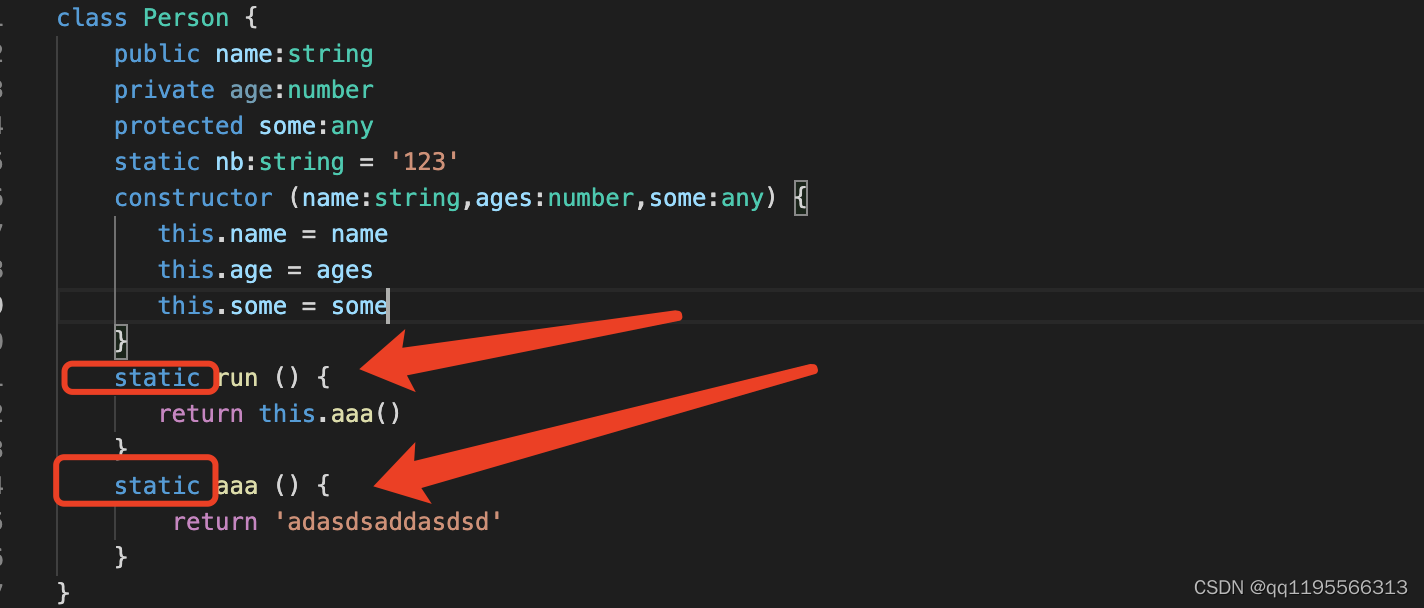 class Person {
    public name:string
    private age:number
    protected some:any
    static nb:string = '123'
    constructor (name:string,ages:number,some:any) {
       this.name = name
       this.age = ages
       this.some = some
    }
    static run () {
       return this.aaa()
    }
    static aaa () {
        return 'adasdsaddasdsd'
    }
}
CSDN @qq1195566313